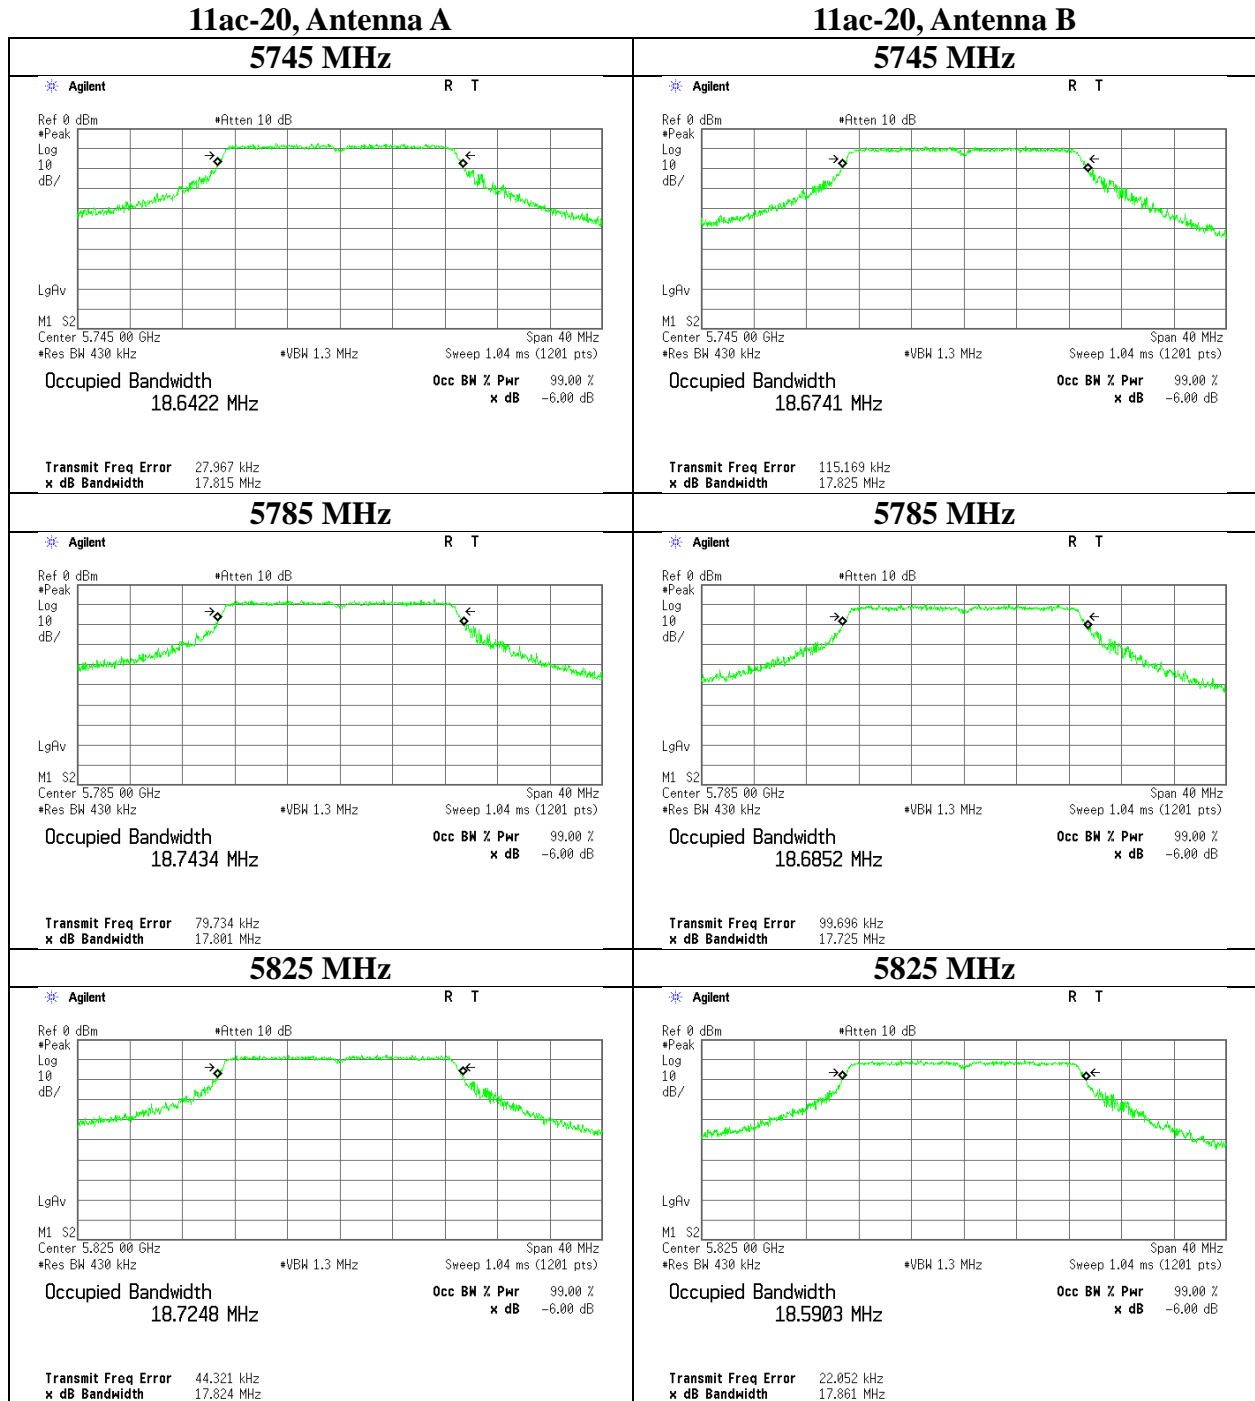 11ac-20, Antenna A
11ac-20, Antenna B
5745 MHz
Agilent
R T
Ref 0 dBm
#Atten 10 dB
#Peak
Log
10
dB/
LgAv
M1 S2
Center 5.745 00 GHz
Span 40 MHz
#Res BW 430 kHz
#VBW 1.3 MHz
Sweep 1.04 ms (1201 pts)
Occupied Bandwidth
18.6422 MHz
Occ BW % Pwr 99.00 %
x dB -6.00 dB
Transmit Freq Error 27.967 kHz
x dB Bandwidth 17.815 MHz
5745 MHz
Agilent
R T
Ref 0 dBm
#Atten 10 dB
#Peak
Log
10
dB/
LgAv
M1 S2
Center 5.745 00 GHz
Span 40 MHz
#Res BW 430 kHz
#VBW 1.3 MHz
Sweep 1.04 ms (1201 pts)
Occupied Bandwidth
18.6741 MHz
Occ BW % Pwr 99.00 %
x dB -6.00 dB
Transmit Freq Error 115.169 kHz
x dB Bandwidth 17.825 MHz
5785 MHz
Agilent
R T
Ref 0 dBm
#Atten 10 dB
#Peak
Log
10
dB/
LgAv
M1 S2
Center 5.785 00 GHz
Span 40 MHz
#Res BW 430 kHz
#VBW 1.3 MHz
Sweep 1.04 ms (1201 pts)
Occupied Bandwidth
18.7434 MHz
Occ BW % Pwr 99.00 %
x dB -6.00 dB
Transmit Freq Error 79.734 kHz
x dB Bandwidth 17.801 MHz
5785 MHz
Agilent
R T
Ref 0 dBm
#Atten 10 dB
#Peak
Log
10
dB/
LgAv
M1 S2
Center 5.785 00 GHz
Span 40 MHz
#Res BW 430 kHz
#VBW 1.3 MHz
Sweep 1.04 ms (1201 pts)
Occupied Bandwidth
18.6852 MHz
Occ BW % Pwr 99.00 %
x dB -6.00 dB
Transmit Freq Error 99.696 kHz
x dB Bandwidth 17.725 MHz
5825 MHz
Agilent
R T
Ref 0 dBm
#Atten 10 dB
#Peak
Log
10
dB/
LgAv
M1 S2
Center 5.825 00 GHz
Span 40 MHz
#Res BW 430 kHz
#VBW 1.3 MHz
Sweep 1.04 ms (1201 pts)
Occupied Bandwidth
18.7248 MHz
Occ BW % Pwr 99.00 %
x dB -6.00 dB
Transmit Freq Error 44.321 kHz
x dB Bandwidth 17.824 MHz
5825 MHz
Agilent
R T
Ref 0 dBm
#Atten 10 dB
#Peak
Log
10
dB/
LgAv
M1 S2
Center 5.825 00 GHz
Span 40 MHz
#Res BW 430 kHz
#VBW 1.3 MHz
Sweep 1.04 ms (1201 pts)
Occupied Bandwidth
18.5903 MHz
Occ BW % Pwr 99.00 %
x dB -6.00 dB
Transmit Freq Error 22.052 kHz
x dB Bandwidth 17.861 MHz